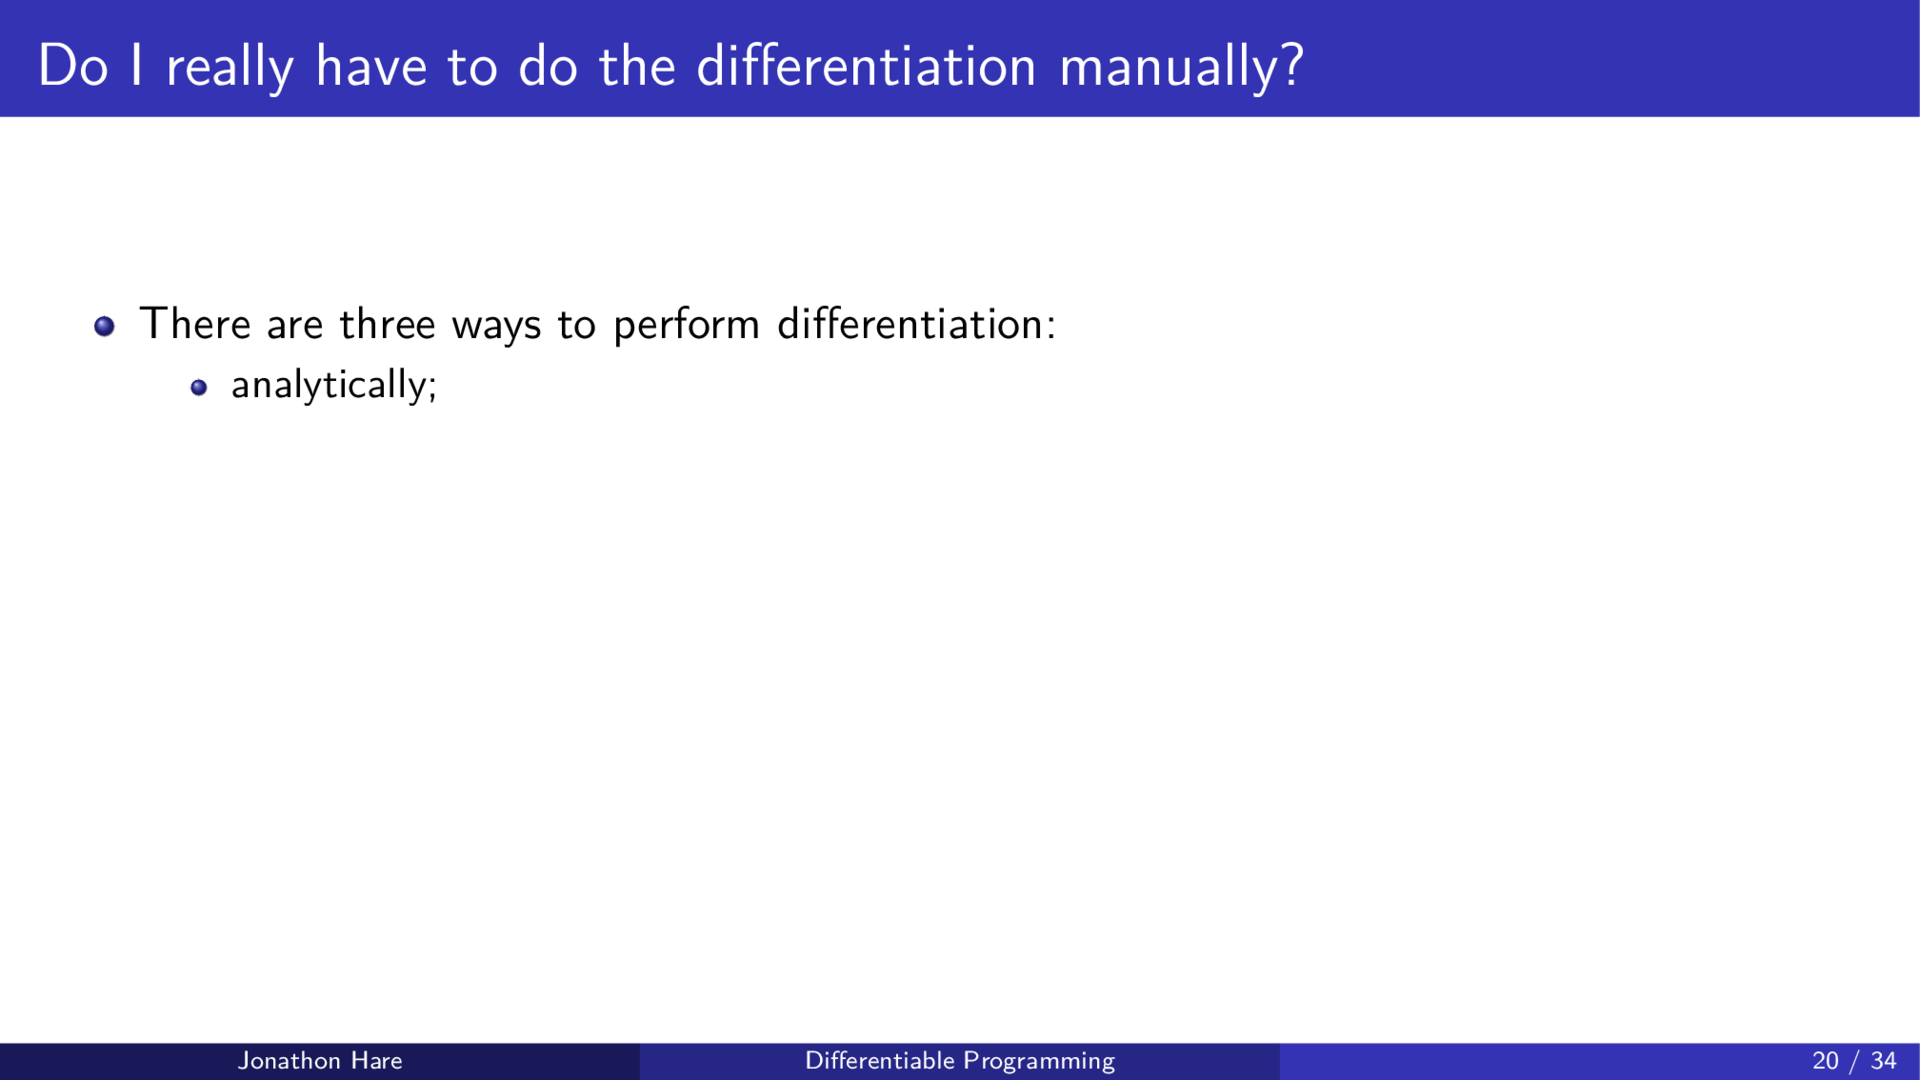 Do I really have to do the differentiation manually?
There are three ways to perform differentiation:
analytically;
Jonathon Hare
Differentiable Programming
20 / 34